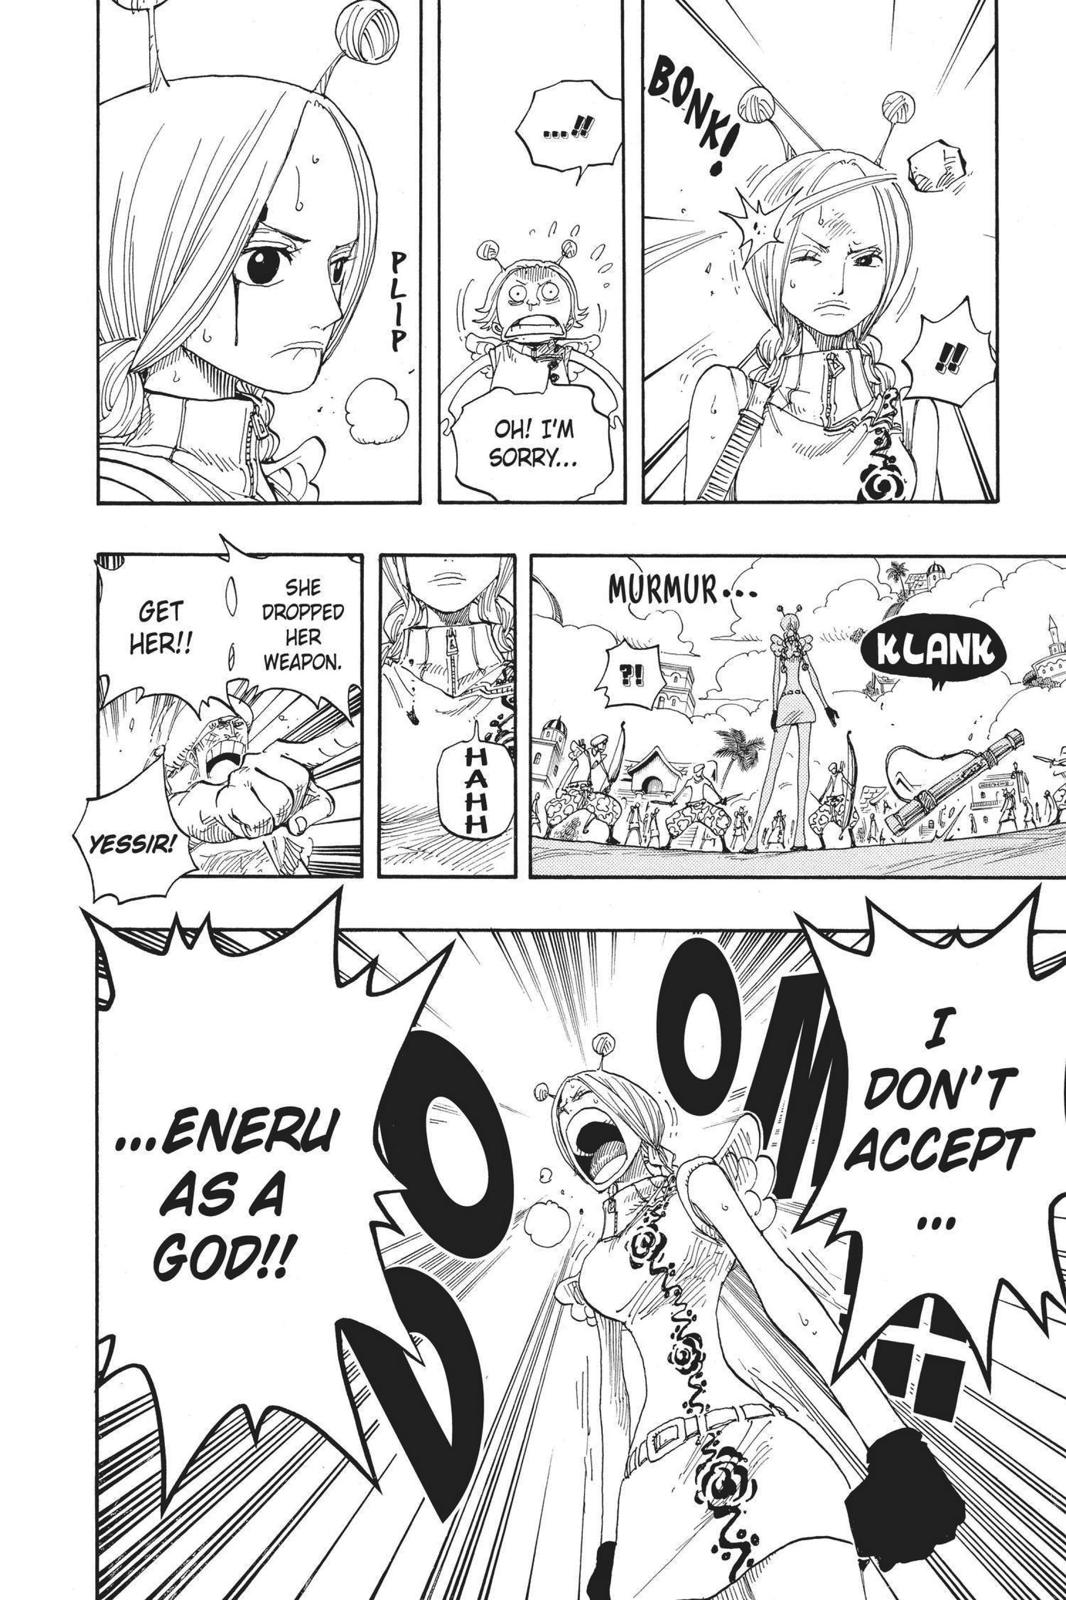 BONK!
!!
...!!
OH! I'M
SORRY...
PLIP
MURMUR...
?!
KLANK
HAHH
SHE
DROPPED
HER
WEAPON.
GET
HER!!
YESSIR!
I
DON'T
ACCEPT
...
DOOM
...ENERU
AS A
GOD!!